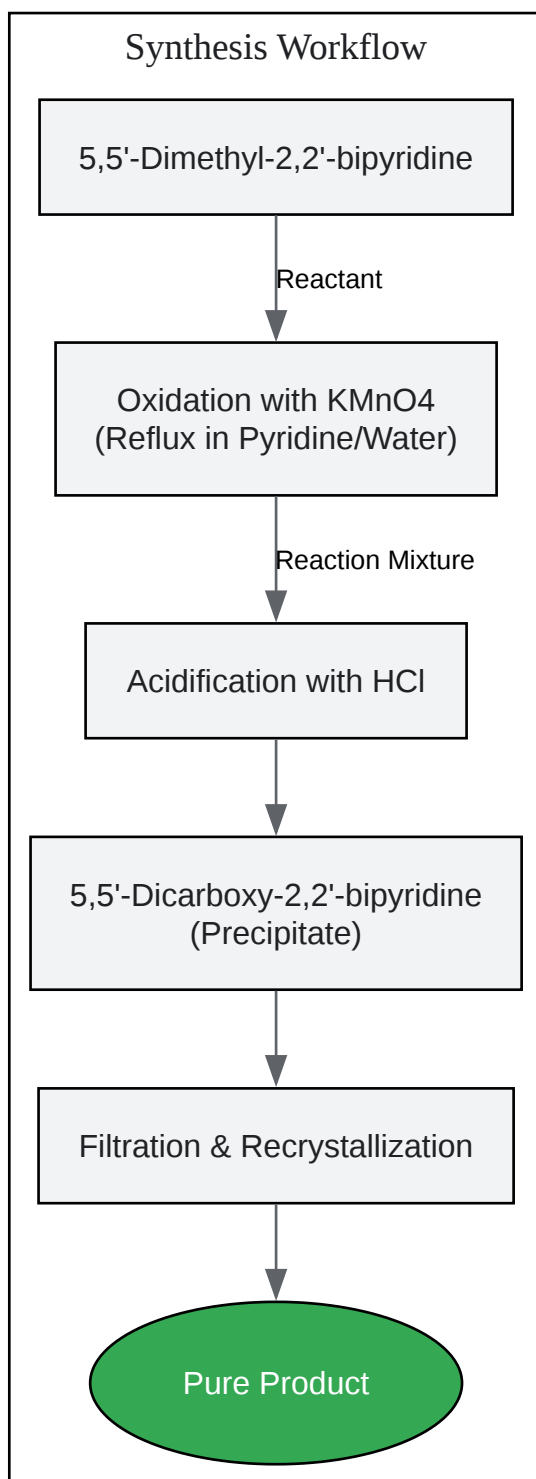 Synthesis Workflow
5,5'-Dimethyl-2,2'-bipyridine
Reactant
Oxidation with KMnO4
(Reflux in Pyridine/Water)
Reaction Mixture
Acidification with HCl
5,5'-Dicarboxy-2,2'-bipyridine
(Precipitate)
Filtration & Recrystallization
Pure Product